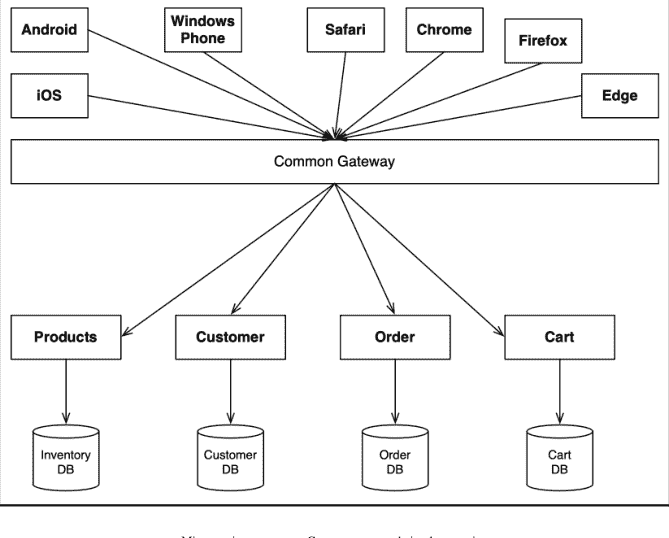 Android
Windows
Phone
Safari
Chrome
Firefox
iOS
Edge
Common Gateway
Products
Customer
Order
Cart
Inventory
DB
Customer
DB
Order
DB
Cart
DB